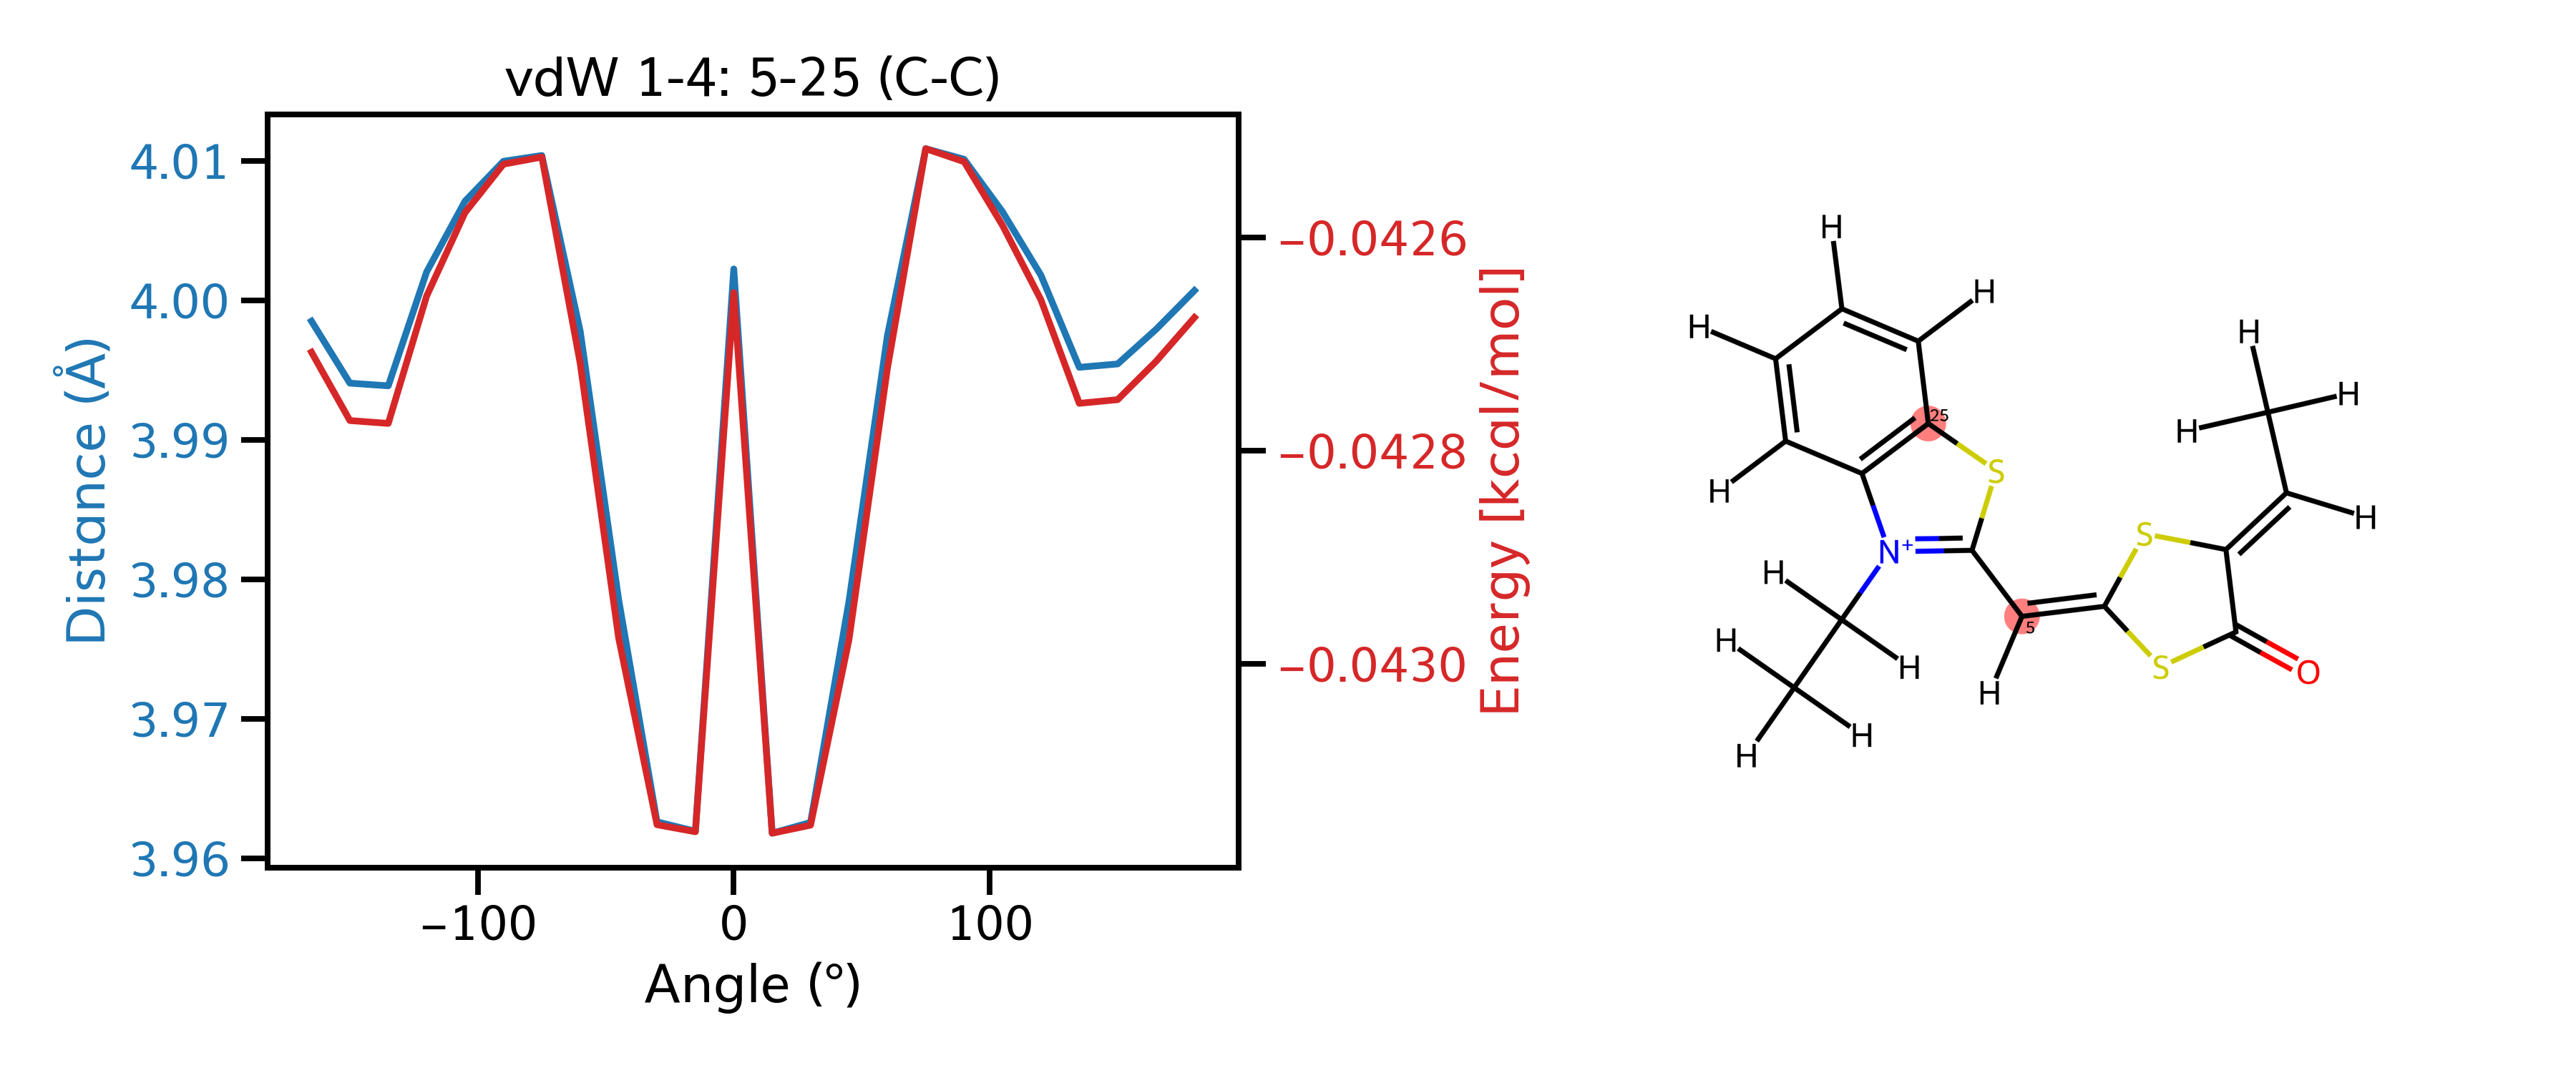 vdW 1-4: 5-25 (C-C)
4.01
4.00
3.99
3.98
3.97
3.96
Distance (Å)
−100
0
100
Angle (°)
−0.0426
−0.0428
−0.0430
Energy [kcal/mol]
H
H
H
H
25
S
N+
H
H
H
H
H
H
5
S
S
O
H
H
H
H